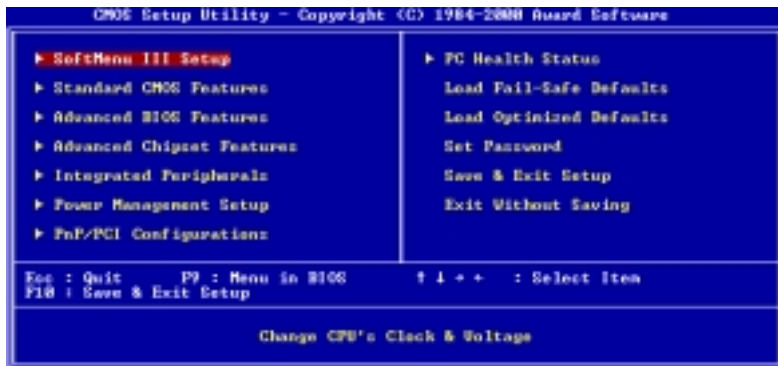 CMOS Setup Utility - Copyright (C) 1984-2000 Award Software
▶ SoftMenu III Setup
▶ Standard CMOS Features
▶ Advanced BIOS Features
▶ Advanced Chipset Features
▶ Integrated Peripherals
▶ Power Management Setup
▶ PnP/PCI Configurations
▶ PC Health Status
Load Fail-Safe Defaults
Load Optimized Defaults
Set Password
Save & Exit Setup
Exit Without Saving
Esc : Quit F9 : Menu in BIOS ↑ ↓ → ← : Select Item
F10 : Save & Exit Setup
Change CPU's Clock & Voltage